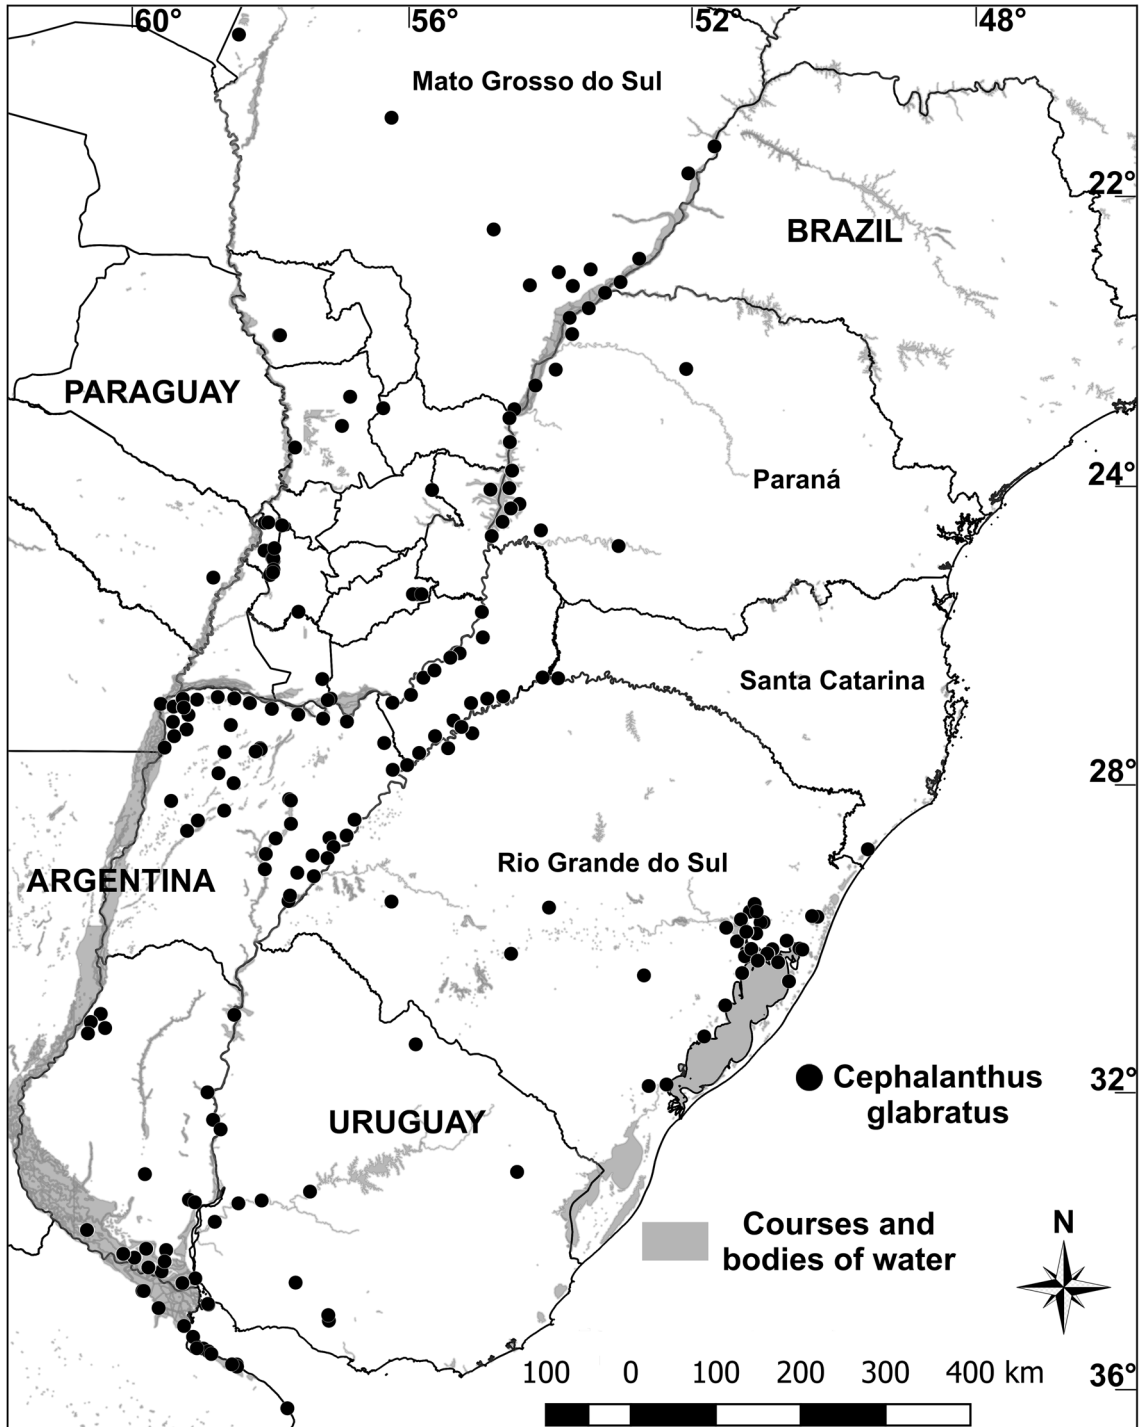 60° 56° 52° 48°
Mato Grosso do Sul
22°
BRAZIL
PARAGUAY
24°
Paraná
Santa Catarina
28°
Rio Grande do Sul
ARGENTINA
32°
Cephalanthus
glabratus
URUGUAY
Courses and
bodies of water
N
100 0 100 200 300 400 km
36°